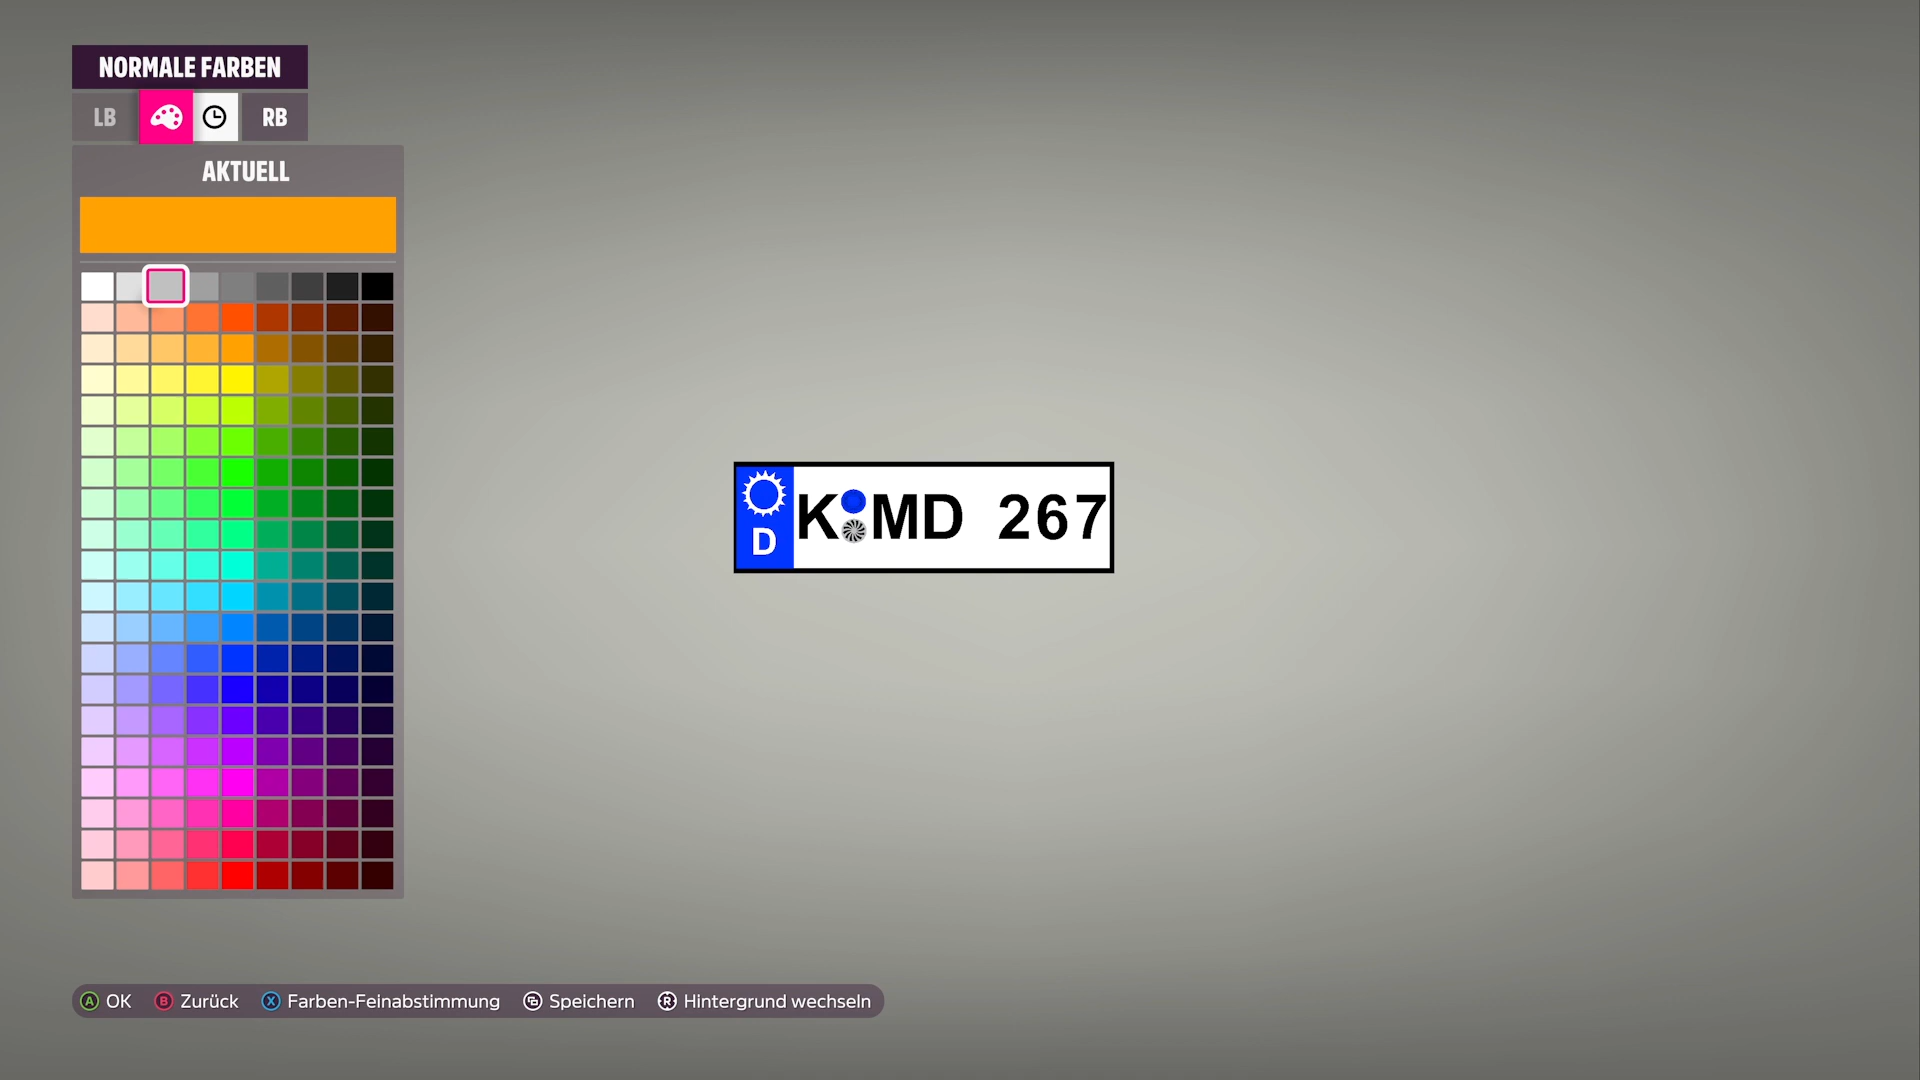 NORMALE FARBEN
LB RB
AKTUELL
K MD 267
D
A OK B Zurück X Farben-Feinabstimmung Speichern R Hintergrund wechseln